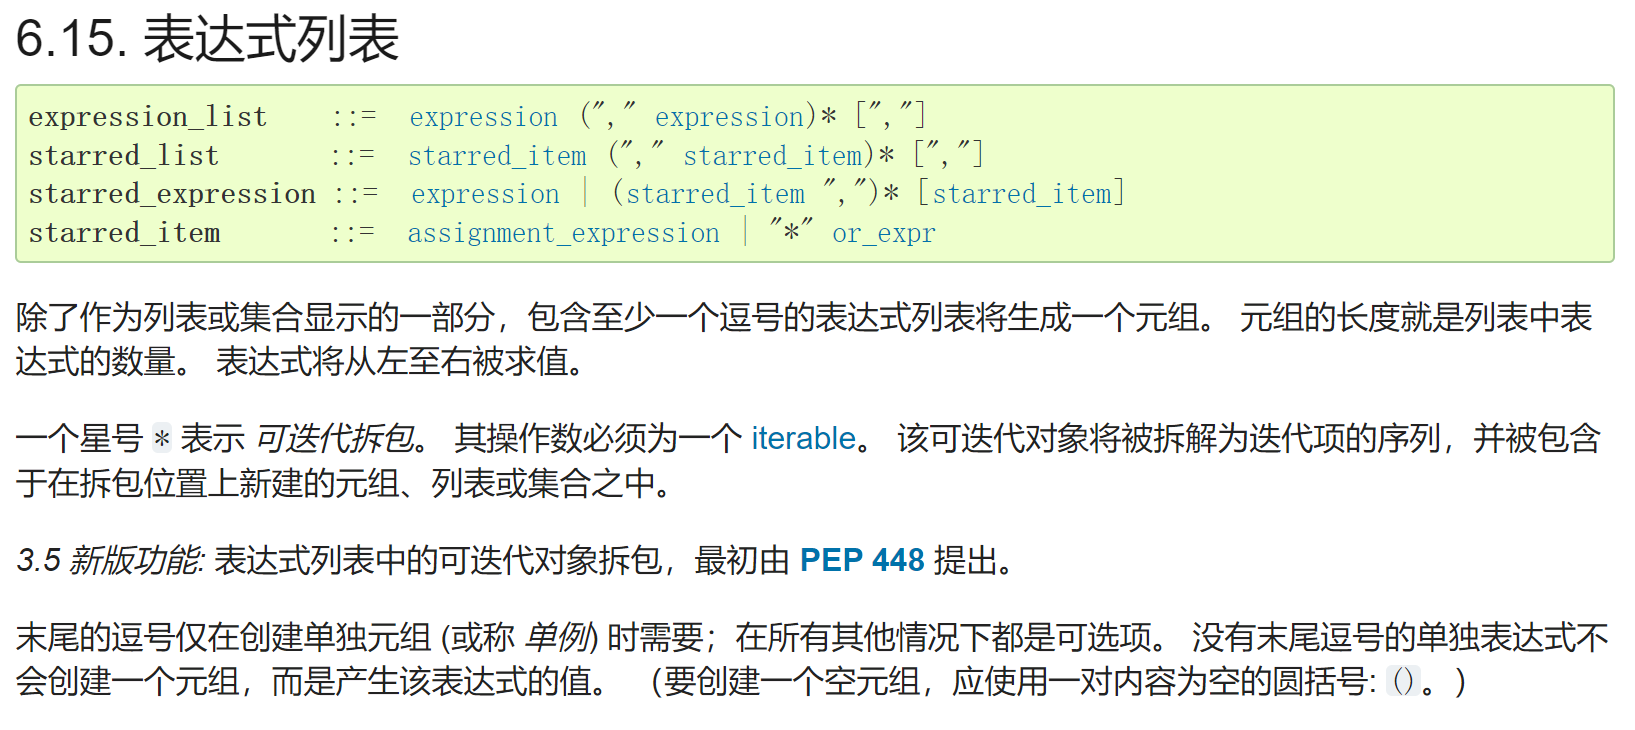 6.15. 表达式列表
expression_list    ::=  expression ("," expression)* [","]
starred_list       ::=  starred_item ("," starred_item)* [","]
starred_expression ::=  expression | (starred_item ",")* [starred_item]
starred_item       ::=  assignment_expression | "*" or_expr
除了作为列表或集合显示的一部分，包含至少一个逗号的表达式列表将生成一个元组。 元组的长度就是列表中表
达式的数量。 表达式将从左至右被求值。
一个星号 * 表示 可迭代拆包。 其操作数必须为一个 iterable。 该可迭代对象将被拆解为迭代项的序列，并被包含
于在拆包位置上新建的元组、列表或集合之中。
3.5 新版功能: 表达式列表中的可迭代对象拆包，最初由 PEP 448 提出。
末尾的逗号仅在创建单独元组 (或称 单例) 时需要；在所有其他情况下都是可选项。 没有末尾逗号的单独表达式不
会创建一个元组，而是产生该表达式的值。 （要创建一个空元组，应使用一对内容为空的圆括号: ()。)